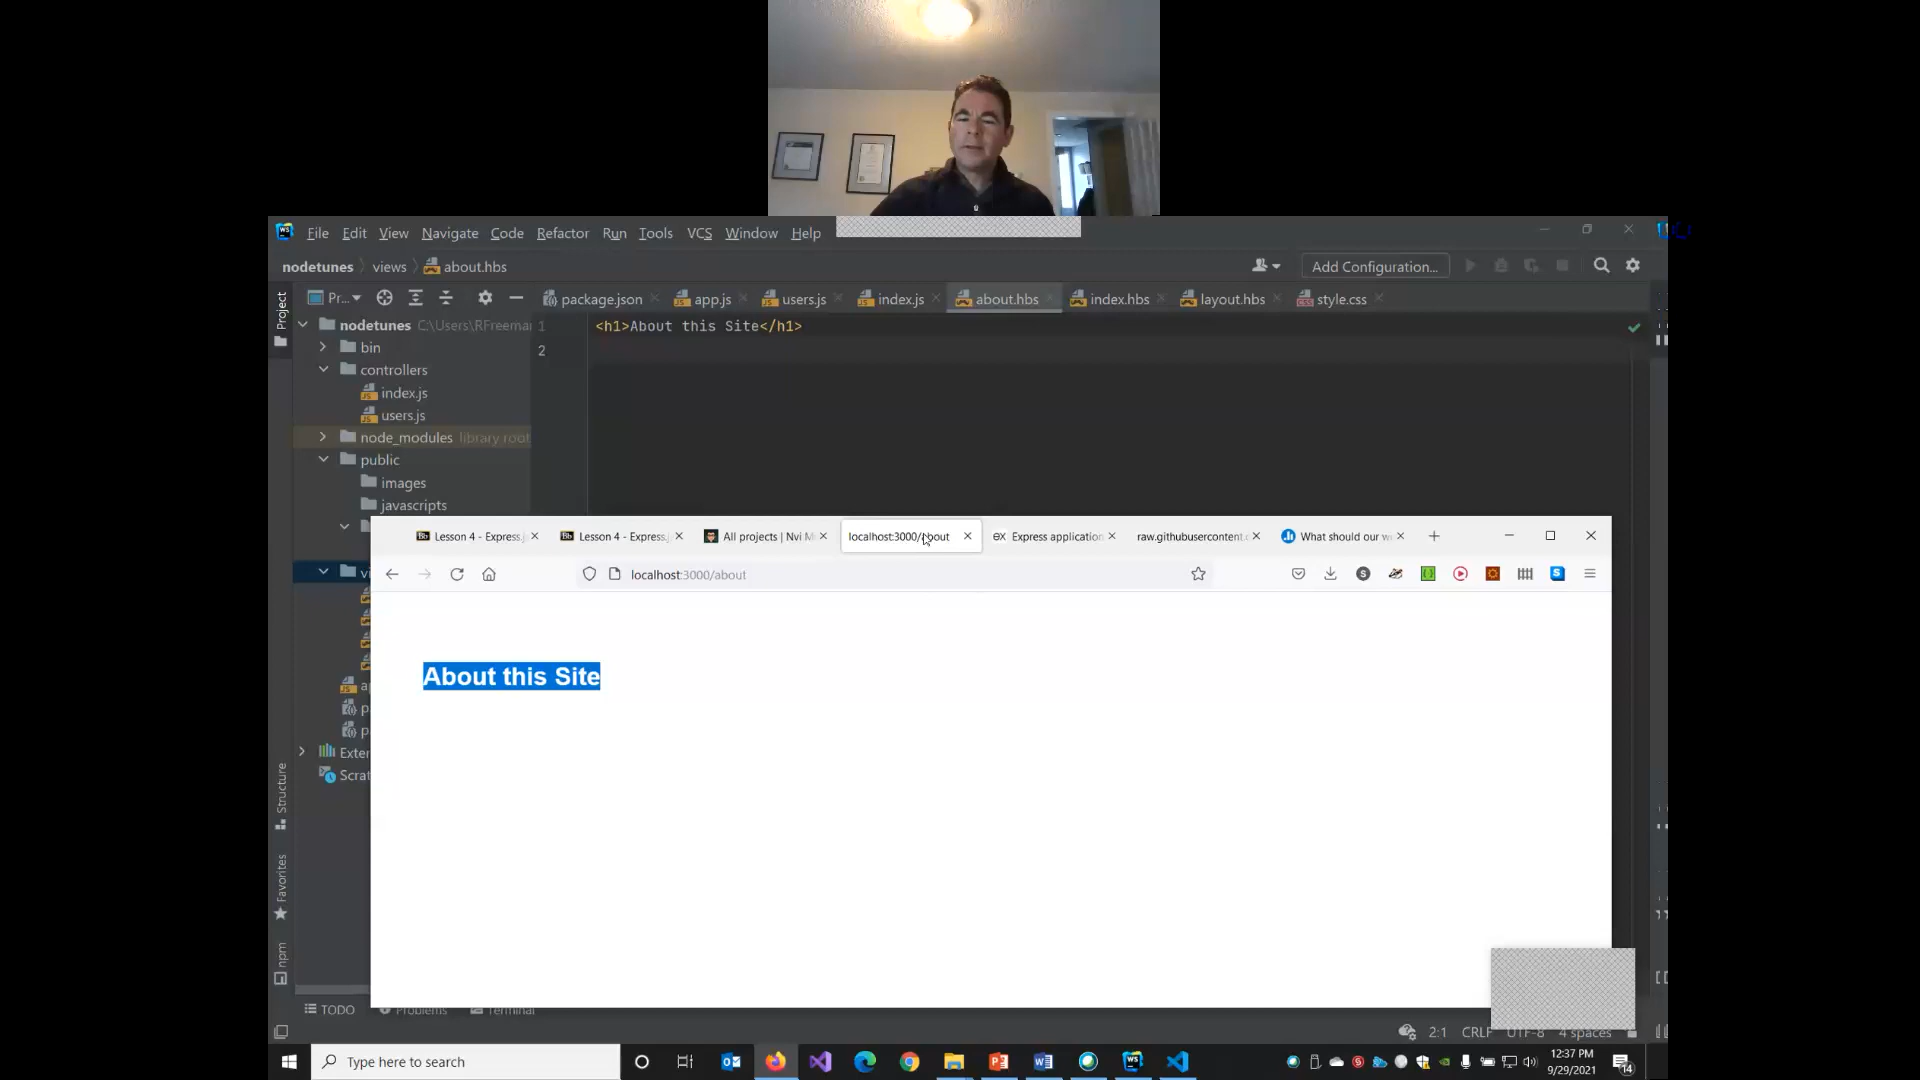 File Edit View Navigate Code Refactor Run Tools VCS Window Help
nodetunes views about.hbs Add Configuration...
Project
Pr... package.json app.js users.js index.js about.hbs index.hbs layout.hbs style.css
nodetunes C:\Users\RFreeman
1 <h1>About this Site</h1>
2
bin
controllers
index.js
users.js
node_modules library root
public
images
javascripts
Lesson 4 - Express.j Lesson 4 - Express.j All projects | Nvi M localhost:3000/about Express application raw.githubusercontent.c What should our w
localhost:3000/about
About this Site
Exter
Scrat
Structure
Favorites
npm
TODO Problems Terminal
2:1 CRLF UTF-8 4 spaces
Type here to search
12:37 PM
9/29/2021
14